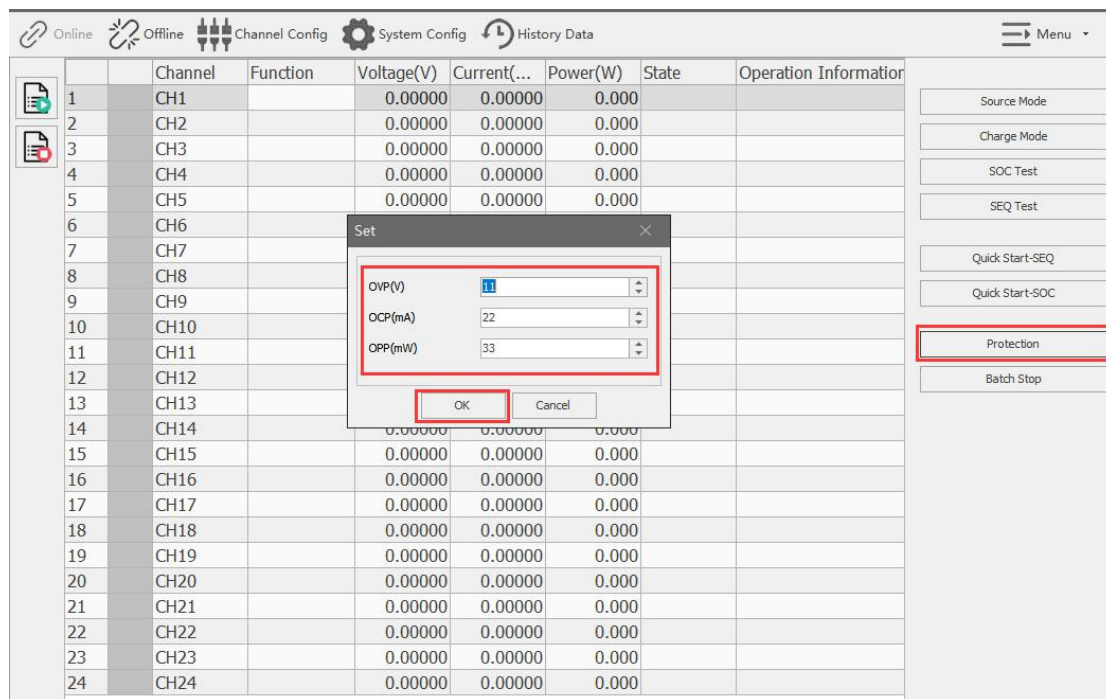 Online Offline Channel Config System Config History Data Menu
Channel Function Voltage(V) Current(... Power(W) State Operation Information
1 CH1 0.00000 0.00000 0.000
2 CH2 0.00000 0.00000 0.000
3 CH3 0.00000 0.00000 0.000
4 CH4 0.00000 0.00000 0.000
5 CH5 0.00000 0.00000 0.000
6 CH6
7 CH7
8 CH8
9 CH9
10 CH10
11 CH11
12 CH12
13 CH13
14 CH14 0.00000 0.00000 0.000
15 CH15 0.00000 0.00000 0.000
16 CH16 0.00000 0.00000 0.000
17 CH17 0.00000 0.00000 0.000
18 CH18 0.00000 0.00000 0.000
19 CH19 0.00000 0.00000 0.000
20 CH20 0.00000 0.00000 0.000
21 CH21 0.00000 0.00000 0.000
22 CH22 0.00000 0.00000 0.000
23 CH23 0.00000 0.00000 0.000
24 CH24 0.00000 0.00000 0.000
Set
OVP(V) 11
OCP(mA) 22
OPP(mW) 33
OK Cancel
Source Mode
Charge Mode
SOC Test
SEQ Test
Quick Start-SEQ
Quick Start-SOC
Protection
Batch Stop